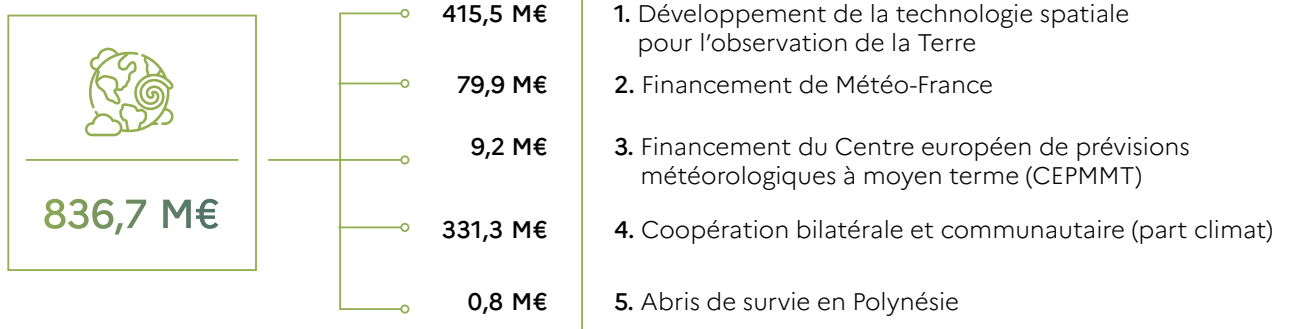 836,7 M€
415,5 M€
1. Développement de la technologie spatiale
pour l’observation de la Terre
79,9 M€
2. Financement de Météo-France
9,2 M€
3. Financement du Centre européen de prévisions
météorologiques à moyen terme (CEPMMT)
331,3 M€
4. Coopération bilatérale et communautaire (part climat)
0,8 M€
5. Abris de survie en Polynésie